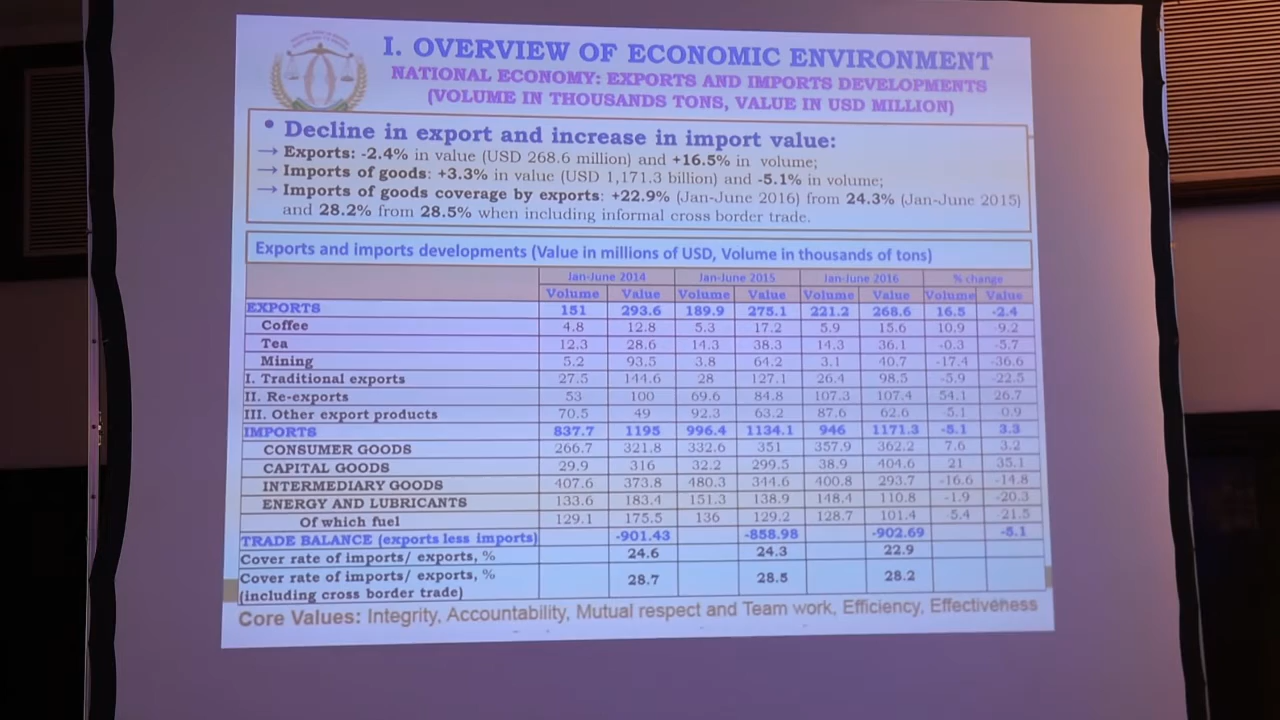 I. OVERVIEW OF ECONOMIC ENVIRONMENT
NATIONAL ECONOMY: EXPORTS AND IMPORTS DEVELOPMENTS
(VOLUME IN THOUSANDS TONS, VALUE IN USD MILLION)
• Decline in export and increase in import value:
→ Exports: -2.4% in value (USD 268.6 million) and +16.5% in volume;
→ Imports of goods: +3.3% in value (USD 1,171.3 billion) and -5.1% in volume;
→ Imports of goods coverage by exports: +22.9% (Jan-June 2016) from 24.3% (Jan-June 2015)
and 28.2% from 28.5% when including informal cross border trade.
Exports and imports developments (Value in millions of USD, Volume in thousands of tons)
Jan-June 2014 Jan-June 2015 Jan-June 2016 % change
Volume Value Volume Value Volume Value Volume Value
EXPORTS 151 293.6 189.9 275.1 221.2 268.6 16.5 -2.4
Coffee 4.8 12.8 5.3 17.2 5.9 15.6 10.9 -9.2
Tea 12.3 28.6 14.3 38.3 14.3 36.1 -0.3 -5.7
Mining 5.2 93.5 3.8 64.2 3.1 40.7 -17.4 -36.6
I. Traditional exports 27.5 144.6 28 127.1 26.4 98.5 -5.9 -22.5
II. Re-exports 53 100 69.6 84.8 107.3 107.4 54.1 26.7
III. Other export products 70.5 49 92.3 63.2 87.6 62.6 -5.1 0.9
IMPORTS 837.7 1195 996.4 1134.1 946 1171.3 -5.1 3.3
CONSUMER GOODS 266.7 321.8 332.6 351 357.9 362.2 7.6 3.2
CAPITAL GOODS 29.9 316 32.2 299.5 38.9 404.6 21 35.1
INTERMEDIARY GOODS 407.6 373.8 480.3 344.6 400.8 293.7 -16.6 -14.8
ENERGY AND LUBRICANTS 133.6 183.4 151.3 138.9 148.4 110.8 -1.9 -20.3
Of which fuel 129.1 175.5 136 129.2 128.7 101.4 5.4 -21.5
TRADE BALANCE (exports less imports) -901.43 -858.98 -902.69 -5.1
Cover rate of imports/ exports, % 24.6 24.3 22.9
Cover rate of imports/ exports, %
(including cross border trade) 28.7 28.5 28.2
Core Values: Integrity, Accountability, Mutual respect and Team work, Efficiency, Effectiveness